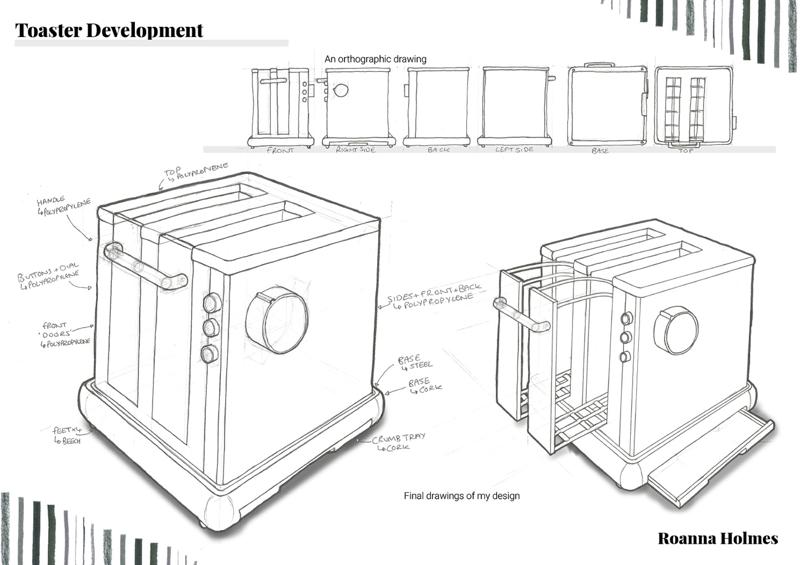 Toaster Development
An orthographic drawing
FRONT
RIGHT SIDE
BACK
LEFT SIDE
BASE
TOP
TOP
↳ POLYPROPYLENE
HANDLE
↳ POLYPROPYLENE
BUTTONS + OVAL
↳ POLYPROPYLENE
FRONT
'DOORS'
↳ POLYPROPYLENE
FEET x4
↳ BEECH
SIDES + FRONT + BACK
↳ POLYPROPYLENE
BASE
↳ STEEL
BASE
↳ CORK
CRUMB TRAY
↳ CORK
Final drawings of my design
Roanna Holmes